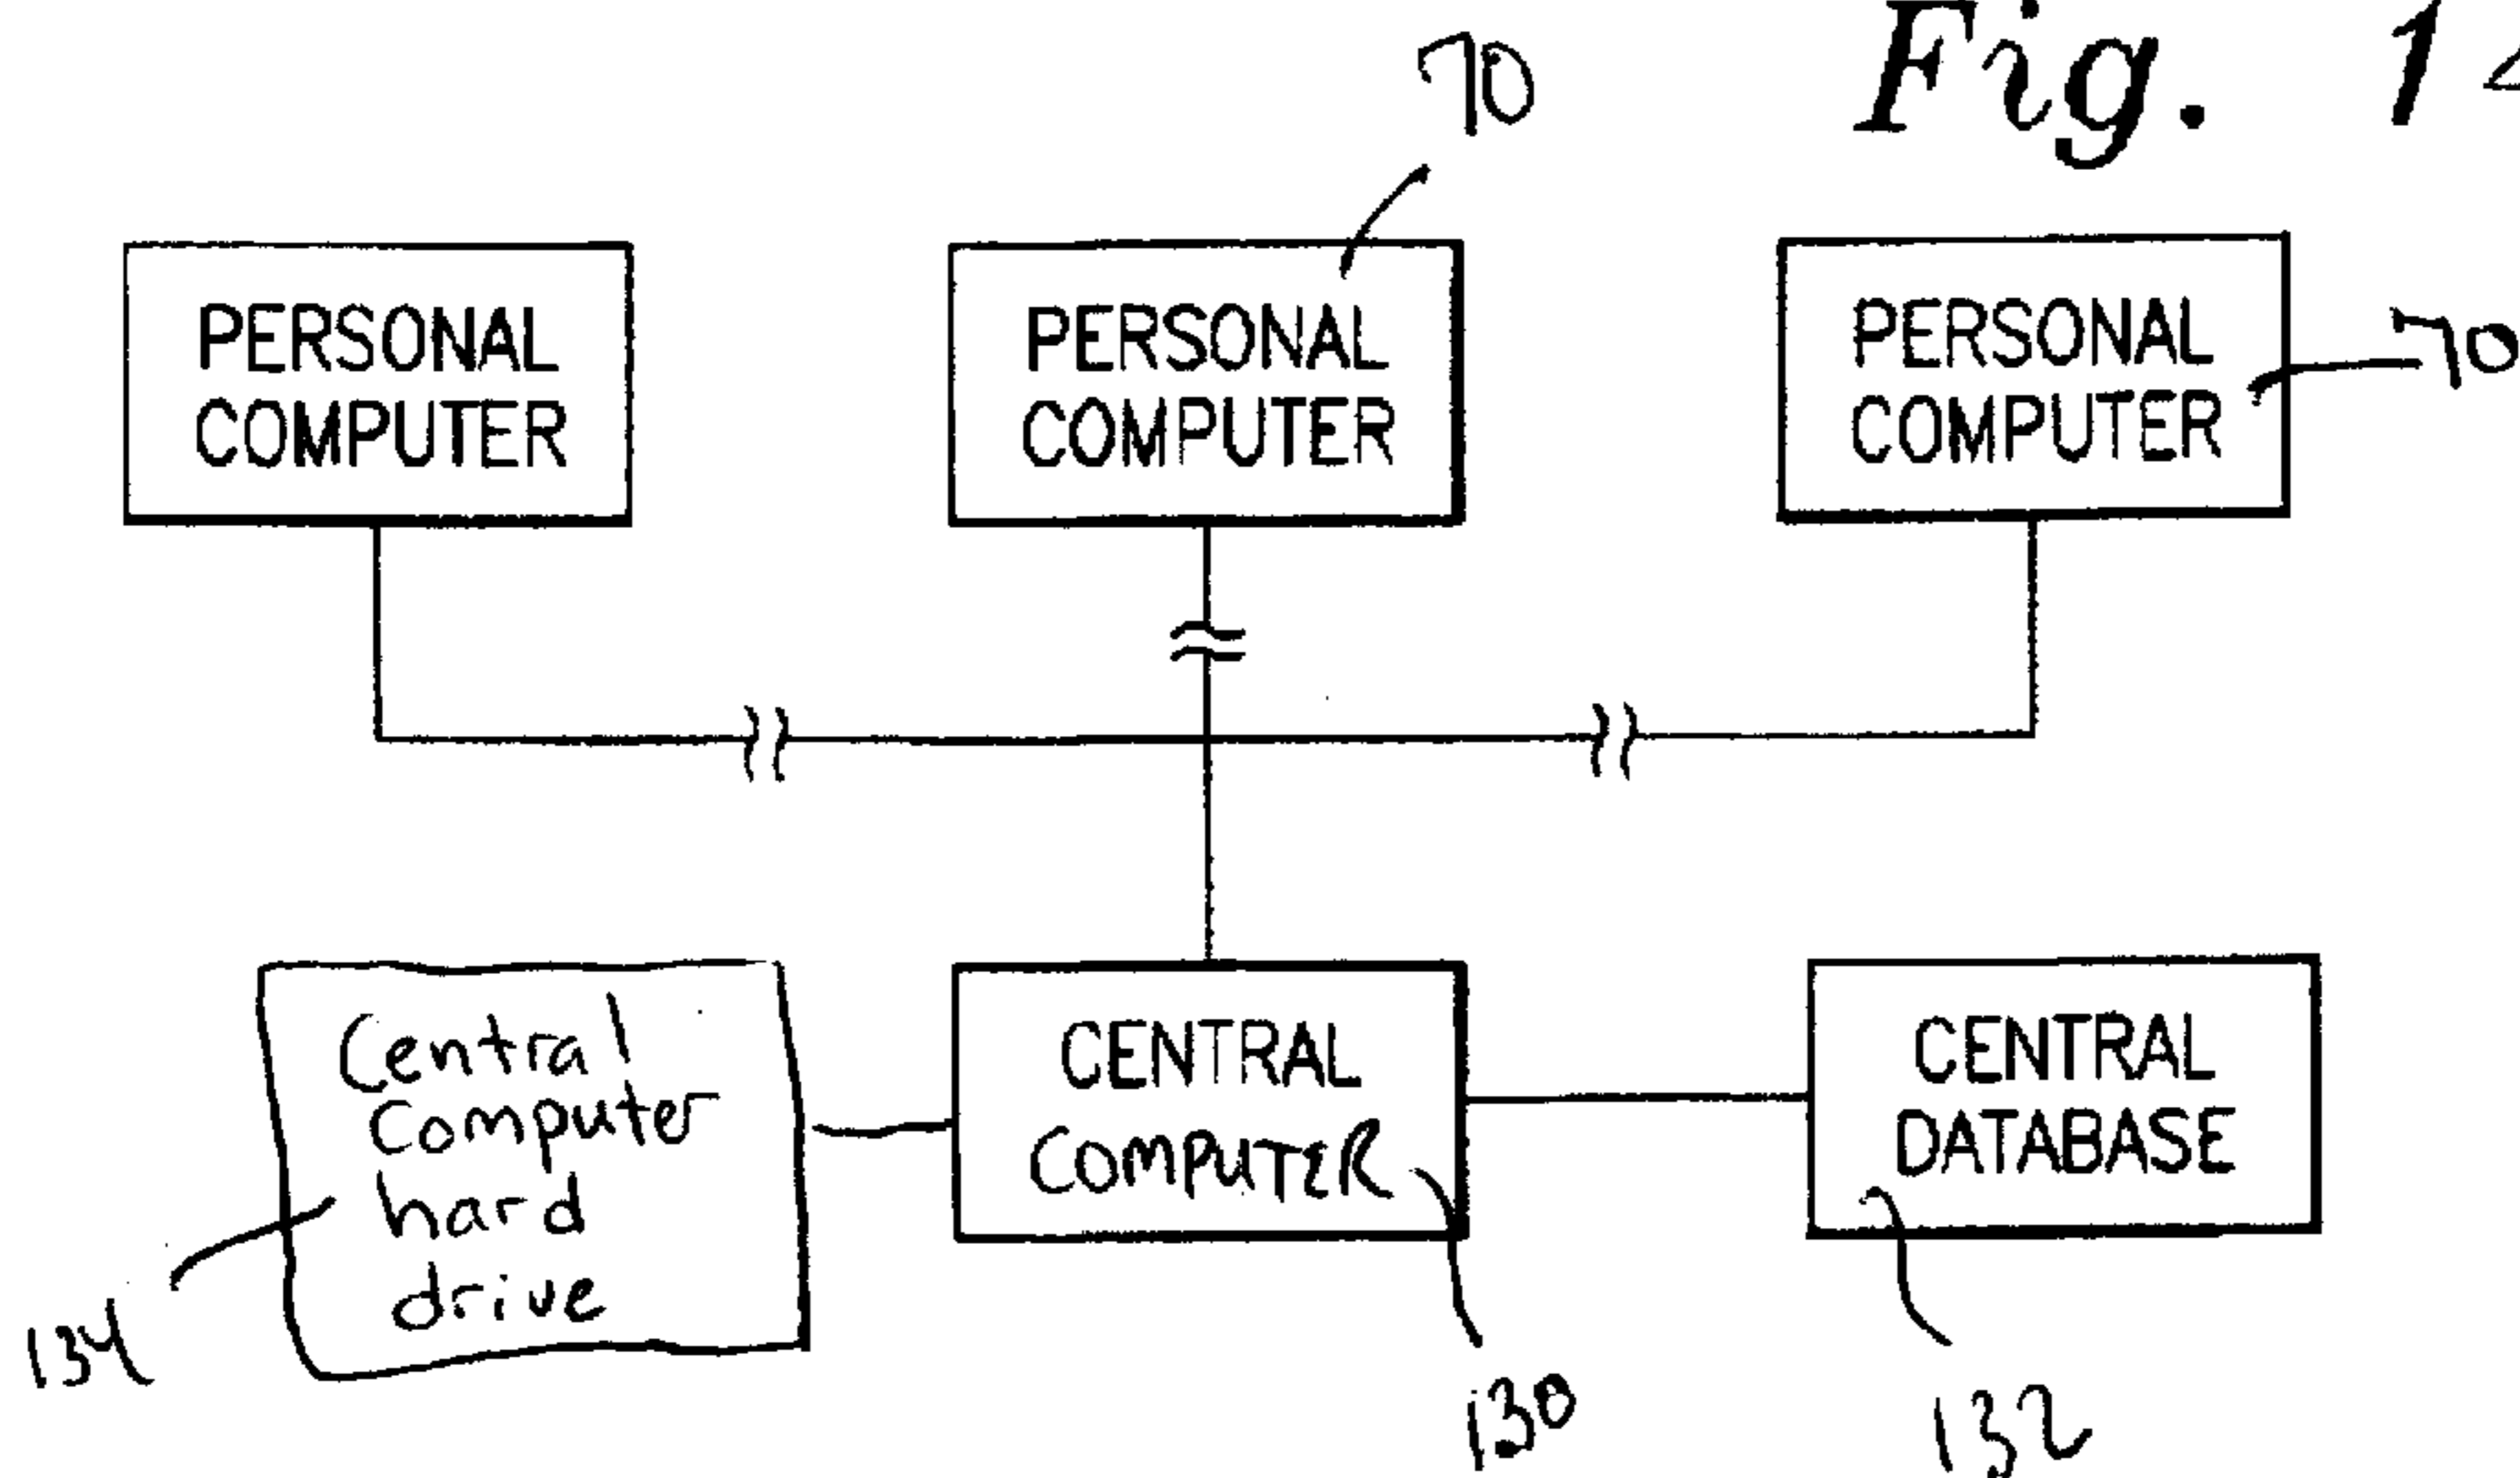 Fig. 1
70
PERSONAL
COMPUTER
PERSONAL
COMPUTER
PERSONAL
COMPUTER
70
Central
Computer
hard
drive
CENTRAL
COMPUTER
CENTRAL
DATABASE
134
130
132